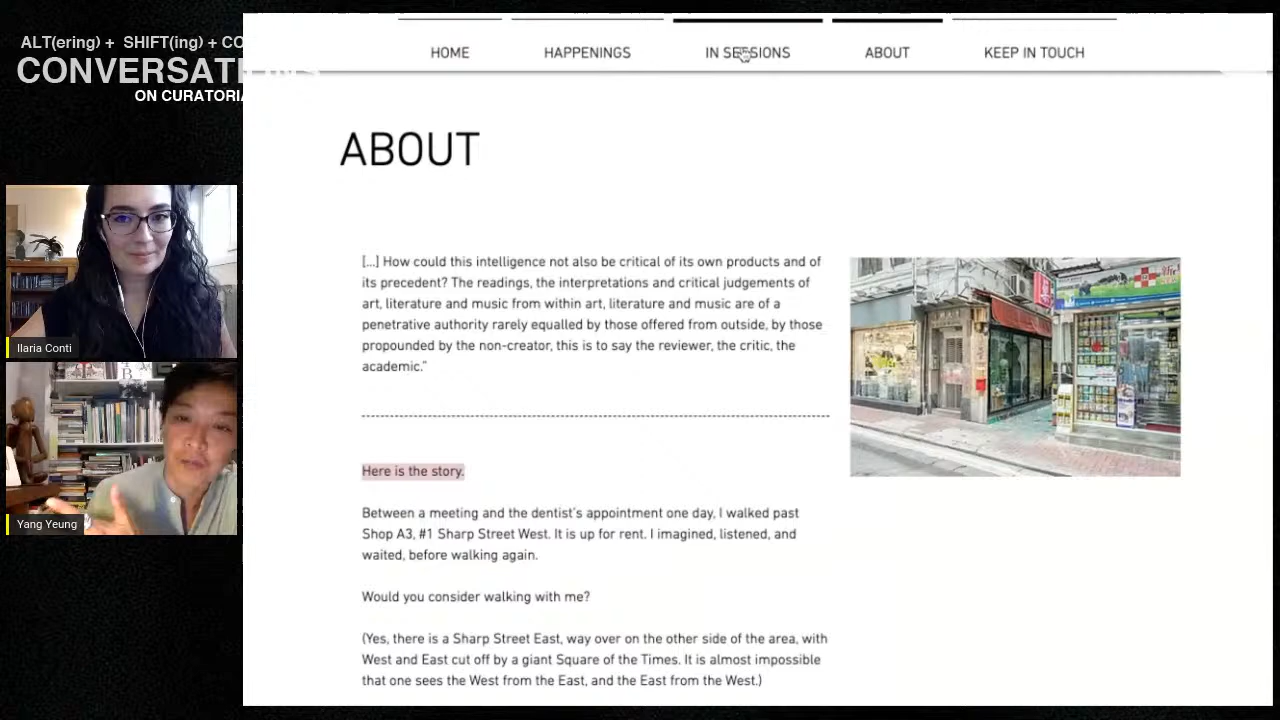 ALT(ering) + SHIFT(ing) + CO
CONVERSAT
ON CURATORIA
HOME
HAPPENINGS
IN SESSIONS
ABOUT
KEEP IN TOUCH
ABOUT
[...] How could this intelligence not also be critical of its own products and of
its precedent? The readings, the interpretations and critical judgements of
art, literature and music from within art, literature and music are of a
penetrative authority rarely equalled by those offered from outside, by those
propounded by the non-creator, this is to say the reviewer, the critic, the
academic.”
Here is the story.
Between a meeting and the dentist’s appointment one day, I walked past
Shop A3, #1 Sharp Street West. It is up for rent. I imagined, listened, and
waited, before walking again.
Would you consider walking with me?
(Yes, there is a Sharp Street East, way over on the other side of the area, with
West and East cut off by a giant Square of the Times. It is almost impossible
that one sees the West from the East, and the East from the West.)
Ilaria Conti
Yang Yeung